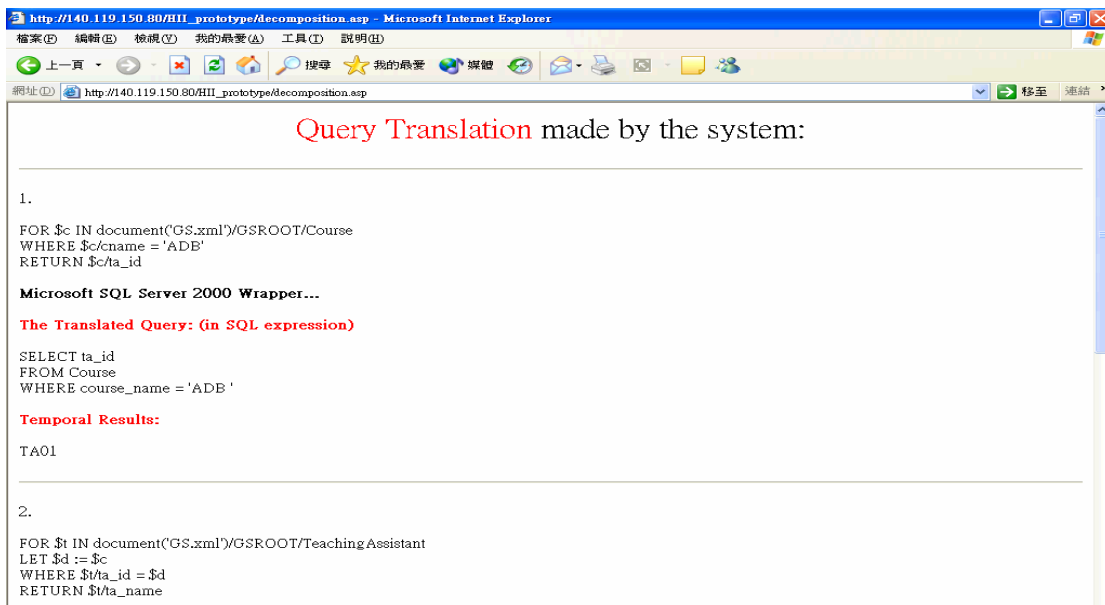 http://140.119.150.80/HII_prototype/decomposition.asp - Microsoft Internet Explorer
檔案(F) 編輯(E) 檢視(V) 我的最愛(A) 工具(T) 說明(H)
上一頁 搜尋 我的最愛 媒體
網址(D) http://140.119.150.80/HII_prototype/decomposition.asp 移至 連結
Query Translation made by the system:
1.
FOR $c IN document('GS.xml')/GSROOT/Course
WHERE $c/cname = 'ADB'
RETURN $c/ta_id
Microsoft SQL Server 2000 Wrapper...
The Translated Query: (in SQL expression)
SELECT ta_id
FROM Course
WHERE course_name = 'ADB '
Temporal Results:
TA01
2.
FOR $t IN document('GS.xml')/GSROOT/TeachingAssistant
LET $d := $c
WHERE $t/ta_id = $d
RETURN $t/ta_name